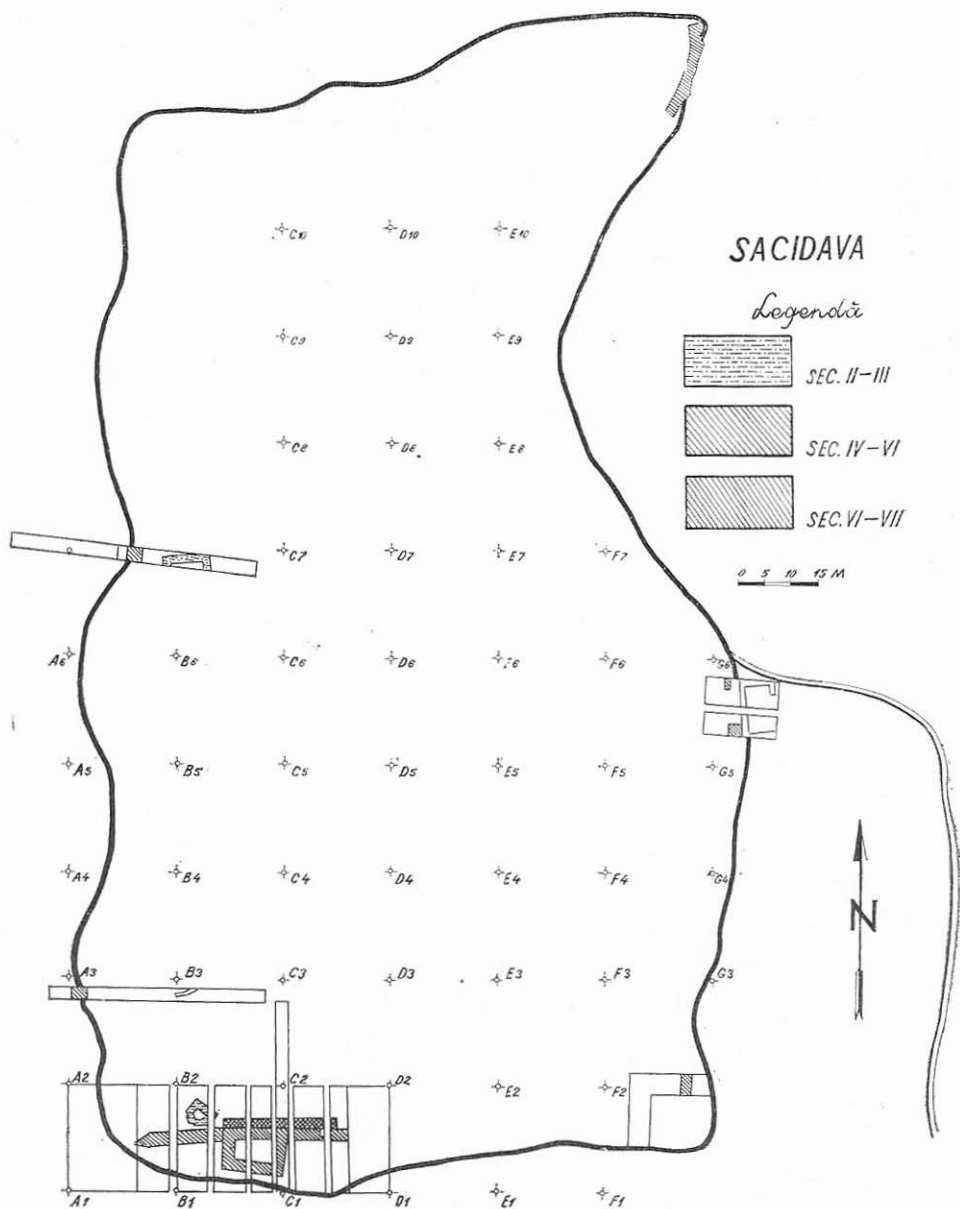 SACIDAVA
Legendă
SEC. II-III
SEC. IV-VI
SEC. VI-VII
0 5 10 15 M
N
C10 D10 E10
C9 D9 E9
C8 D8 E8
C7 D7 E7 F7
A6 B6 C6 D6 E6 F6 G6
A5 B5 C5 D5 E5 F5 G5
A4 B4 C4 D4 E4 F4 G4
A3 B3 C3 D3 E3 F3 G3
A2 B2 C2 D2 E2 F2
A1 B1 C1 D1 E1 F1